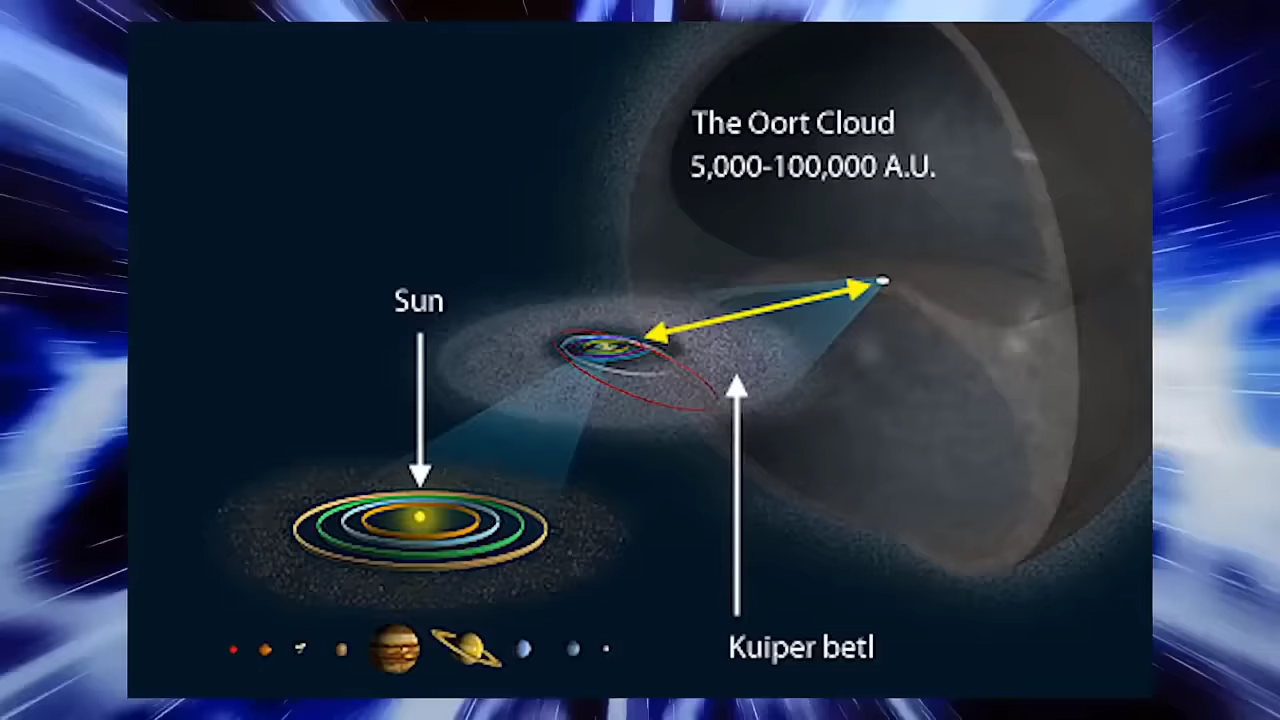 The Oort Cloud
5,000-100,000 A.U.
Sun
Kuiper betl